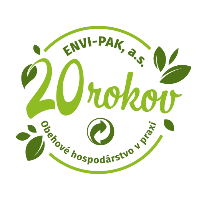 ENVI-PAK, a.s.
20 rokov
Obehové hospodárstvo v praxi